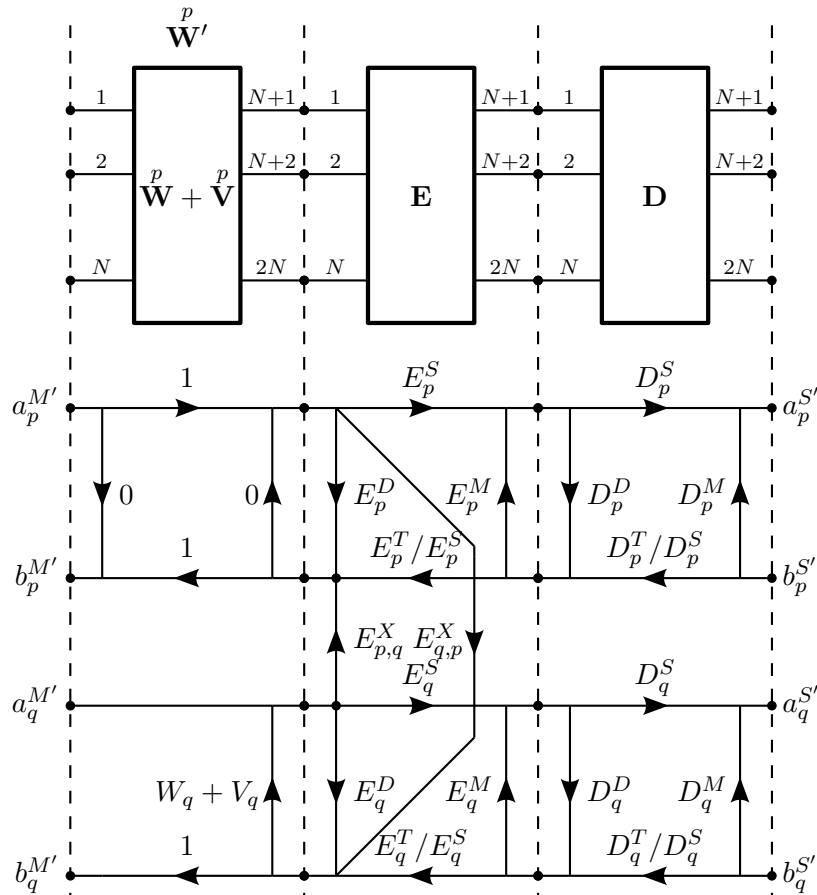 p
W′
1 N+1 1 N+1 1 N+1
2 N+2 2 N+2 2 N+2
p p
W + V E D
N 2N N 2N N 2N
1 E_p^S D_p^S
a_p^{M′} a_p^{S′}
0 0 E_p^D E_p^M D_p^D D_p^M
1 E_p^T/E_p^S D_p^T/D_p^S
b_p^{M′} b_p^{S′}
E_{p,q}^X E_{q,p}^X
E_q^S D_q^S
a_q^{M′} a_q^{S′}
W_q + V_q E_q^D E_q^M D_q^D D_q^M
1 E_q^T/E_q^S D_q^T/D_q^S
b_q^{M′} b_q^{S′}